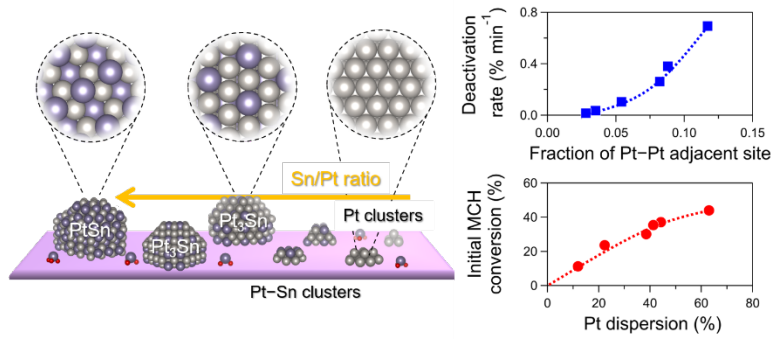 Sn/Pt ratio
Pt clusters
PtSn
Pt₃Sn
Pt₃Sn
Pt−Sn clusters
Deactivation
rate (% min⁻¹)
0.8
0.4
0.0
0.00
0.05
0.10
0.15
Fraction of Pt−Pt adjacent site
Initial MCH
conversion (%)
60
40
20
0
0
20
40
60
80
Pt dispersion (%)